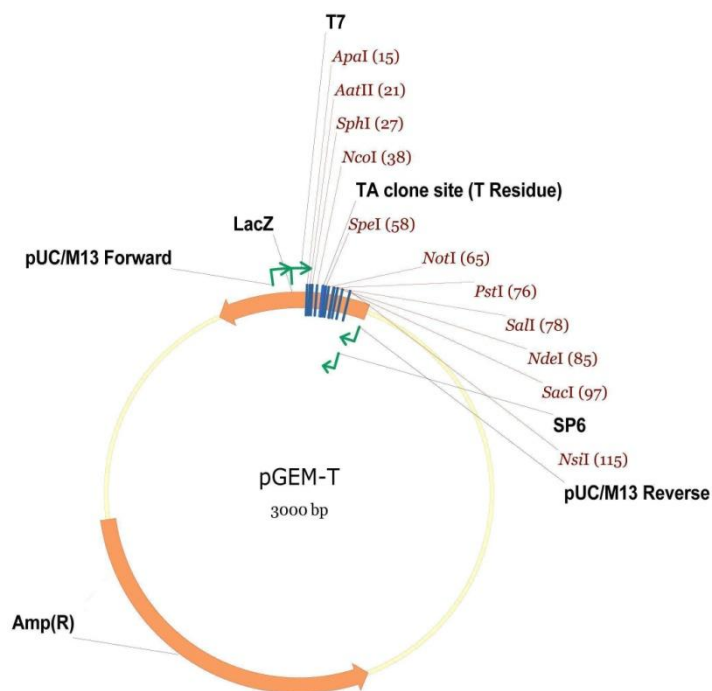 T7
ApaI (15)
AatII (21)
SphI (27)
NcoI (38)
TA clone site (T Residue)
LacZ
SpeI (58)
pUC/M13 Forward
NotI (65)
PstI (76)
SalI (78)
NdeI (85)
SacI (97)
SP6
NsiI (115)
pUC/M13 Reverse
pGEM-T
3000 bp
Amp(R)